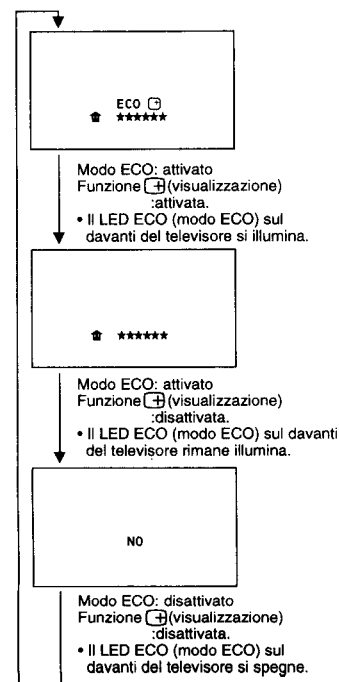 ECO
★★★★★★
Modo ECO: attivato
Funzione (visualizzazione)
:attivata.
• Il LED ECO (modo ECO) sul
davanti del televisore si illumina.
★★★★★★
Modo ECO: attivato
Funzione (visualizzazione)
:disattivata.
• Il LED ECO (modo ECO) sul davanti
del televisore rimane illumina.
NO
Modo ECO: disattivato
Funzione (visualizzazione)
:disattivata.
• Il LED ECO (modo ECO) sul
davanti del televisore si spegne.